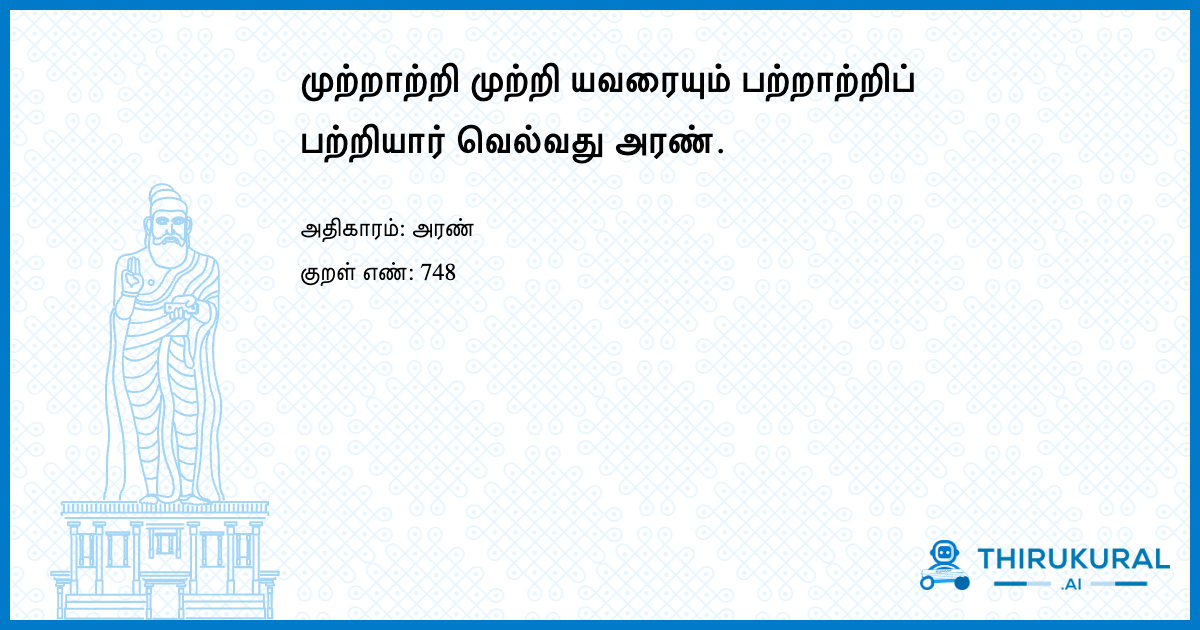 முற்றாற்றி முற்றி யவரையும் பற்றாற்றிப்
பற்றியார் வெல்வது அரண்.
அதிகாரம்: அரண்
குறள் எண்: 748
THIRUKURAL
.AI